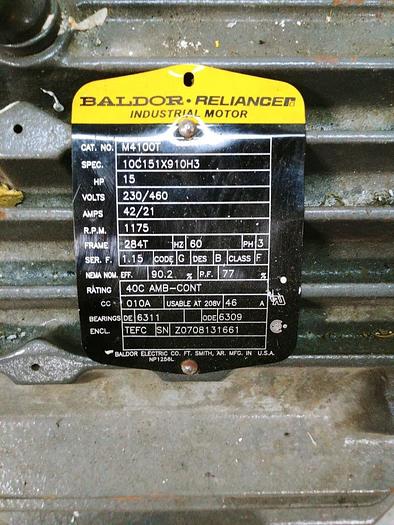 BALDOR • RELIANCE
INDUSTRIAL MOTOR
CAT. NO. M4100T
SPEC. 10C151X910H3
HP 15
VOLTS 230/460
AMPS 42/21
R.P.M. 1175
FRAME 284T HZ 60 PH 3
SER. F. 1.15 CODE G DES B CLASS F
NEMA NOM. EFF. 90.2 % P.F. 77 %
RATING 40C AMB-CONT
CC 010A USABLE AT 208V 46 A
BEARINGS DE 6311 ODE 6309
ENCL. TEFC SN Z0708131661
BALDOR ELECTRIC CO. FT. SMITH, AR. MFG. IN U.S.A.
NP1256L